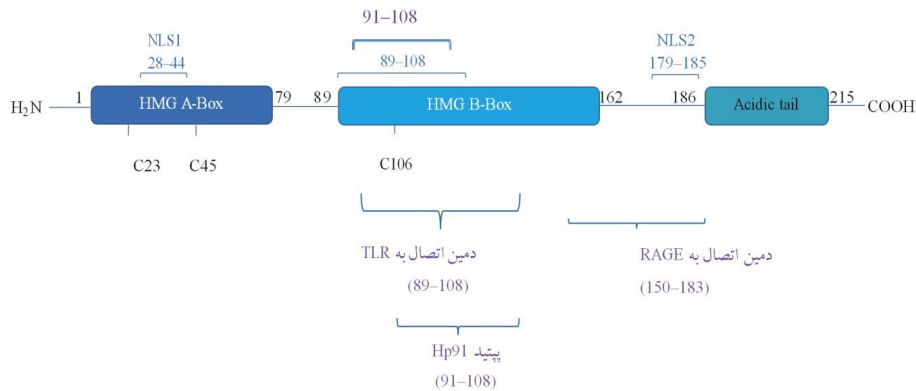 91–108
NLS1
28–44
89–108
NLS2
179–185
H₂N 1 HMG A-Box 79 89 HMG B-Box 162 186 Acidic tail 215 COOH
C23 C45 C106
دمین اتصال به TLR
(89–108)
دمین اتصال به RAGE
(150–183)
پپتید Hp91
(91–108)